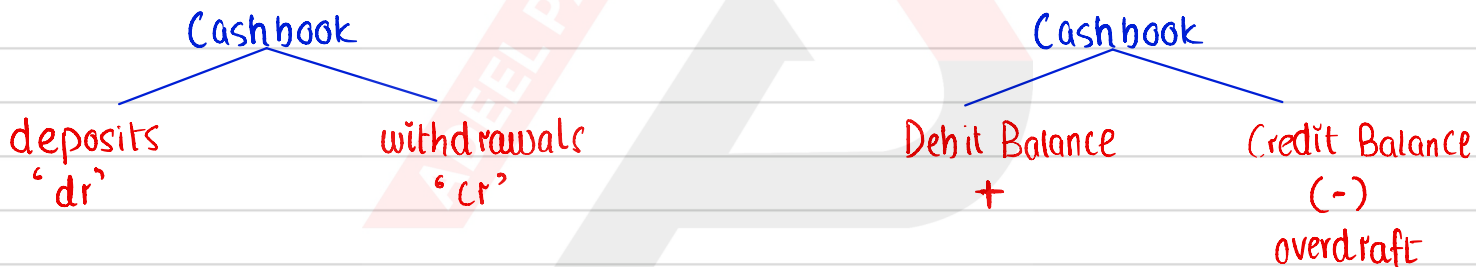 Cashbook
deposits
'dr'
withdrawals
'cr'
Cashbook
Debit Balance
+
Credit Balance
(-)
overdraft